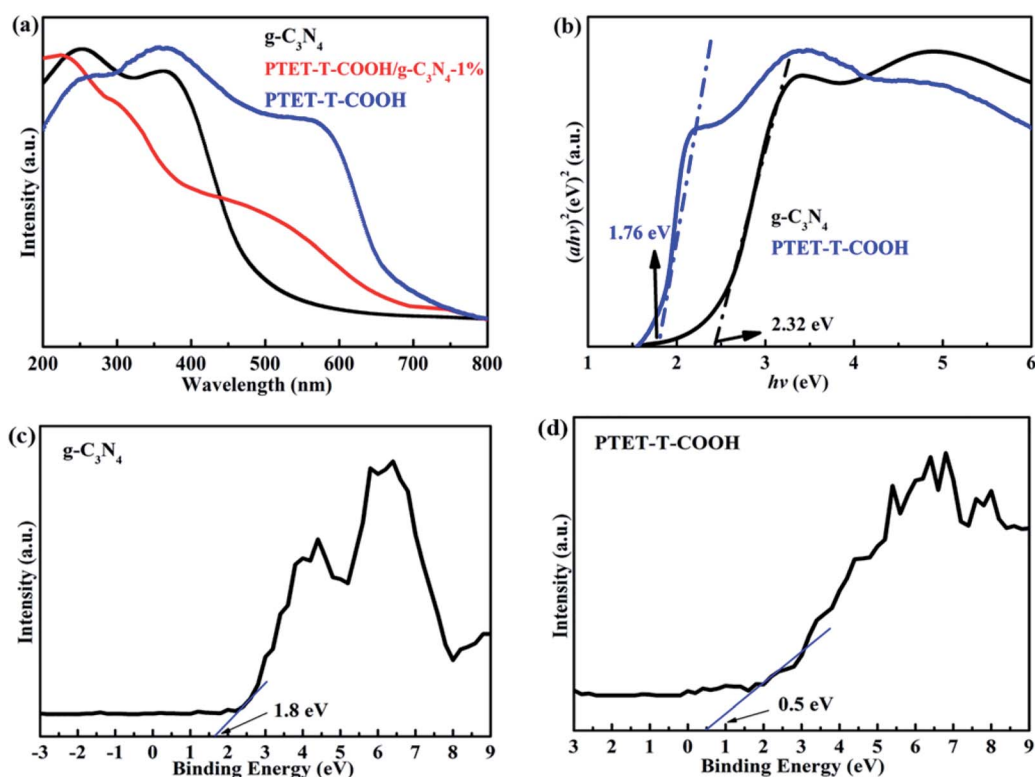 (a)
g-C₃N₄
PTET-T-COOH/g-C₃N₄-1%
PTET-T-COOH
Intensity (a.u.)
200 300 400 500 600 700 800
Wavelength (nm)
(b)
(ahv)²(eV)² (a.u.)
g-C₃N₄
PTET-T-COOH
1.76 eV
2.32 eV
1 2 3 4 5 6
hv (eV)
(c)
g-C₃N₄
Intensity (a.u.)
1.8 eV
-3 -2 -1 0 1 2 3 4 5 6 7 8 9
Binding Energy (eV)
(d)
PTET-T-COOH
Intensity (a.u.)
0.5 eV
3 2 1 0 1 2 3 4 5 6 7 8 9
Binding Energy (eV)